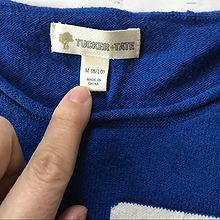 TUCKER+TATE
M (8/10)
MADE IN
CHINA